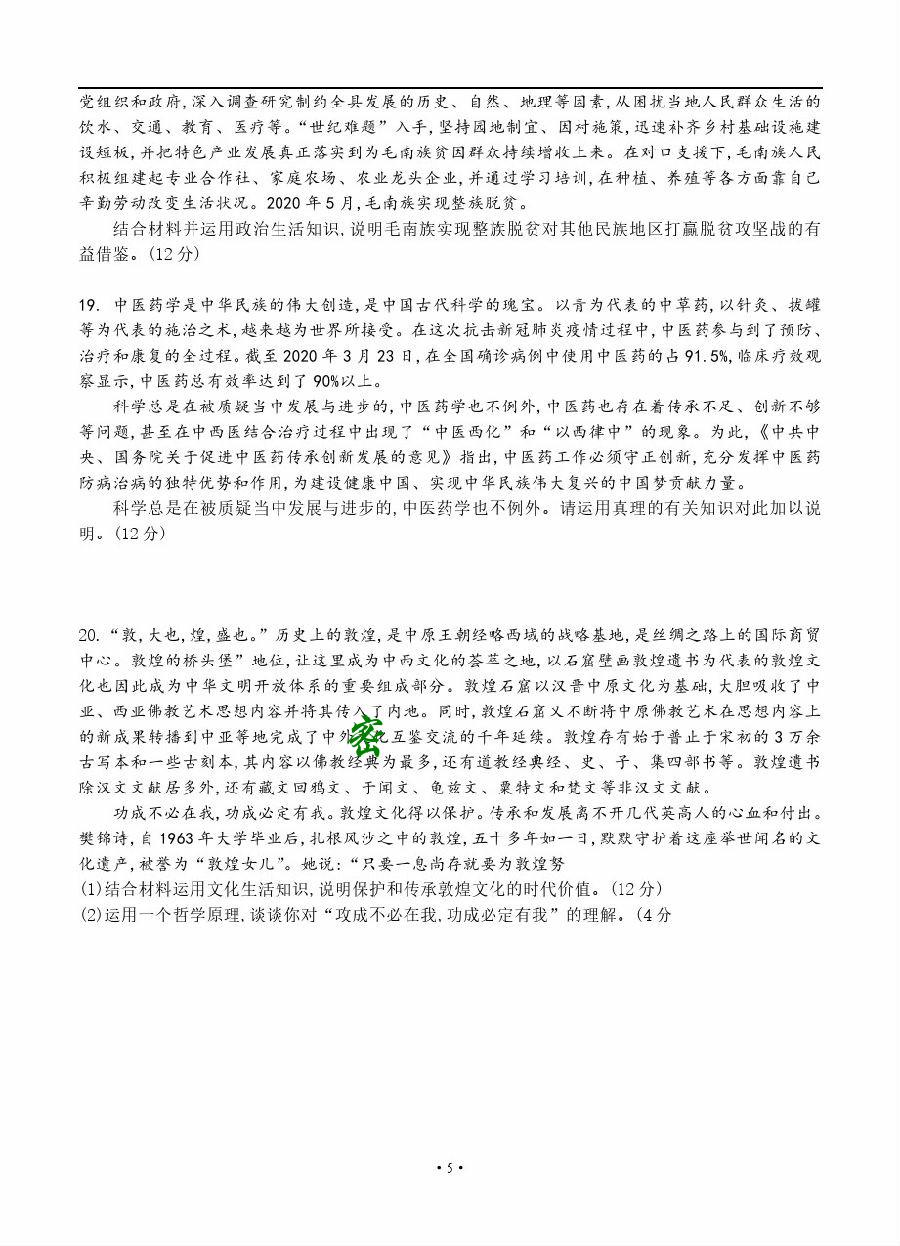 党组织和政府,深入调查研究制约全县发展的历史、自然、地理等因素,从困扰当地人民群众生活的
饮水、交通、教育、医疗等。“世纪难题”入手,坚持因地制宜、因对施策,迅速补齐乡村基础设施建
设短板,并把特色产业发展真正落实到为毛南族贫困群众持续增收上来。在对口支援下,毛南族人民
积极组建起专业合作社、家庭农场、农业龙头企业,并通过学习培训,在种植、养殖等各方面靠自己
辛勤劳动改变生活状况。2020年5月,毛南族实现整族脱贫。
结合材料并运用政治生活知识,说明毛南族实现整族脱贫对其他民族地区打赢脱贫攻坚战的有
益借鉴。(12分)
19. 中医药学是中华民族的伟大创造,是中国古代科学的瑰宝。以青为代表的中草药,以针灸、拔罐
等为代表的施治之术,越来越为世界所接受。在这次抗击新冠肺炎疫情过程中,中医药参与到了预防、
治疗和康复的全过程。截至2020年3月23日,在全国确诊病例中使用中医药的占91.5%,临床疗效观
察显示,中医药总有效率达到了90%以上。
科学总是在被质疑当中发展与进步的,中医药学也不例外,中医药也存在着传承不足、创新不够
等问题,甚至在中西医结合治疗过程中出现了“中医西化”和“以西律中”的现象。为此,《中共中
央、国务院关于促进中医药传承创新发展的意见》指出,中医药工作必须守正创新,充分发挥中医药
防病治病的独特优势和作用,为建设健康中国、实现中华民族伟大复兴的中国梦贡献力量。
科学总是在被质疑当中发展与进步的,中医药学也不例外。请运用真理的有关知识对此加以说
明。(12分)
20.“敦,大也,煌,盛也。”历史上的敦煌,是中原王朝经略西域的战略基地,是丝绸之路上的国际商贸
中心。敦煌的桥头堡”地位,让这里成为中西文化的荟萃之地,以石窟壁画敦煌遗书为代表的敦煌文
化也因此成为中华文明开放体系的重要组成部分。敦煌石窟以汉晋中原文化为基础,大胆吸收了中
亚、西亚佛教艺术思想内容并将其传入了内地。同时,敦煌石窟又不断将中原佛教艺术在思想内容上
的新成果转播到中亚等地完成了中外 密 化互鉴交流的千年延续。敦煌存有始于普止于宋初的3万余
古写本和一些古刻本,其内容以佛教经典为最多,还有道教经典经、史、子、集四部书等。敦煌遗书
除汉文文献居多外,还有藏文回鹘文、于阗文、龟兹文、粟特文和梵文等非汉文文献。
功成不必在我,功成必定有我。敦煌文化得以保护。传承和发展离不开几代英高人的心血和付出。
樊锦诗,自1963年大学毕业后,扎根风沙之中的敦煌,五十多年如一日,默默守护着这座举世闻名的文
化遗产,被誉为“敦煌女儿”。她说:“只要一息尚存就要为敦煌努
(1)结合材料运用文化生活知识,说明保护和传承敦煌文化的时代价值。(12分)
(2)运用一个哲学原理,谈谈你对“攻成不必在我,功成必定有我”的理解。(4分
·5·